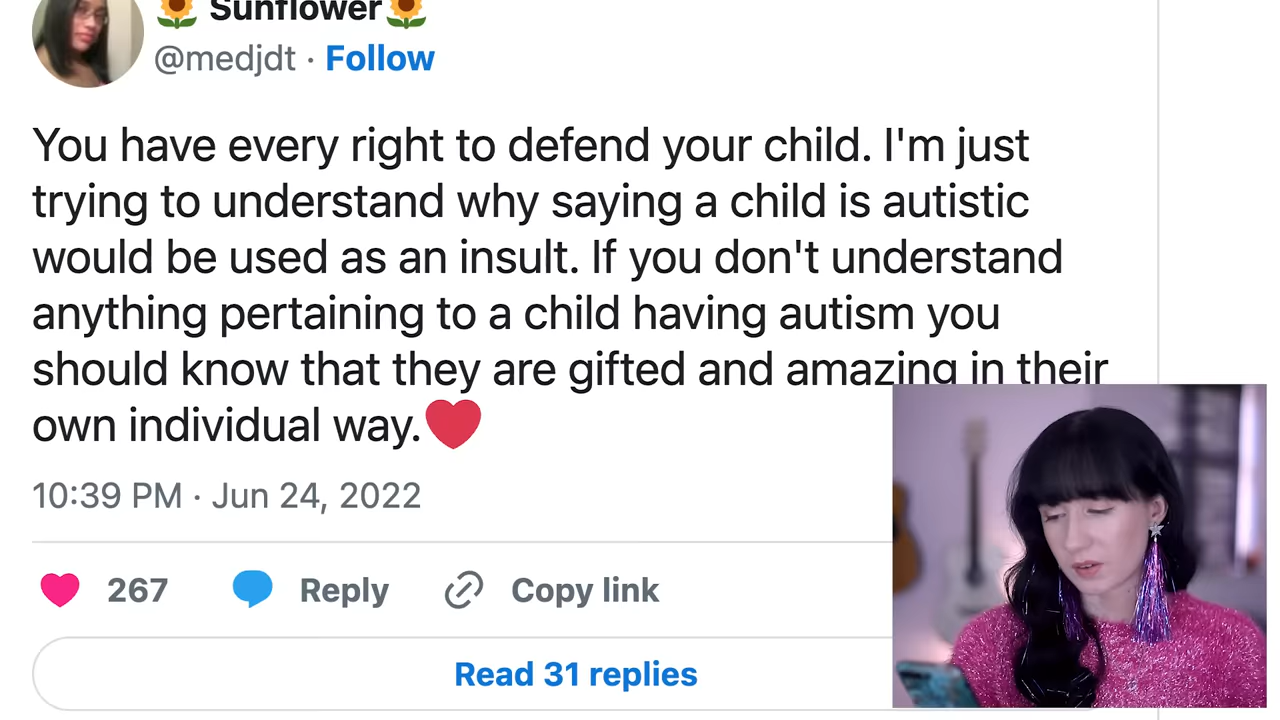 🌻 Sunflower🌻
@medjdt · Follow
You have every right to defend your child. I'm just
trying to understand why saying a child is autistic
would be used as an insult. If you don't understand
anything pertaining to a child having autism you
should know that they are gifted and amazing in their
own individual way.❤️
10:39 PM · Jun 24, 2022
267 Reply Copy link
Read 31 replies